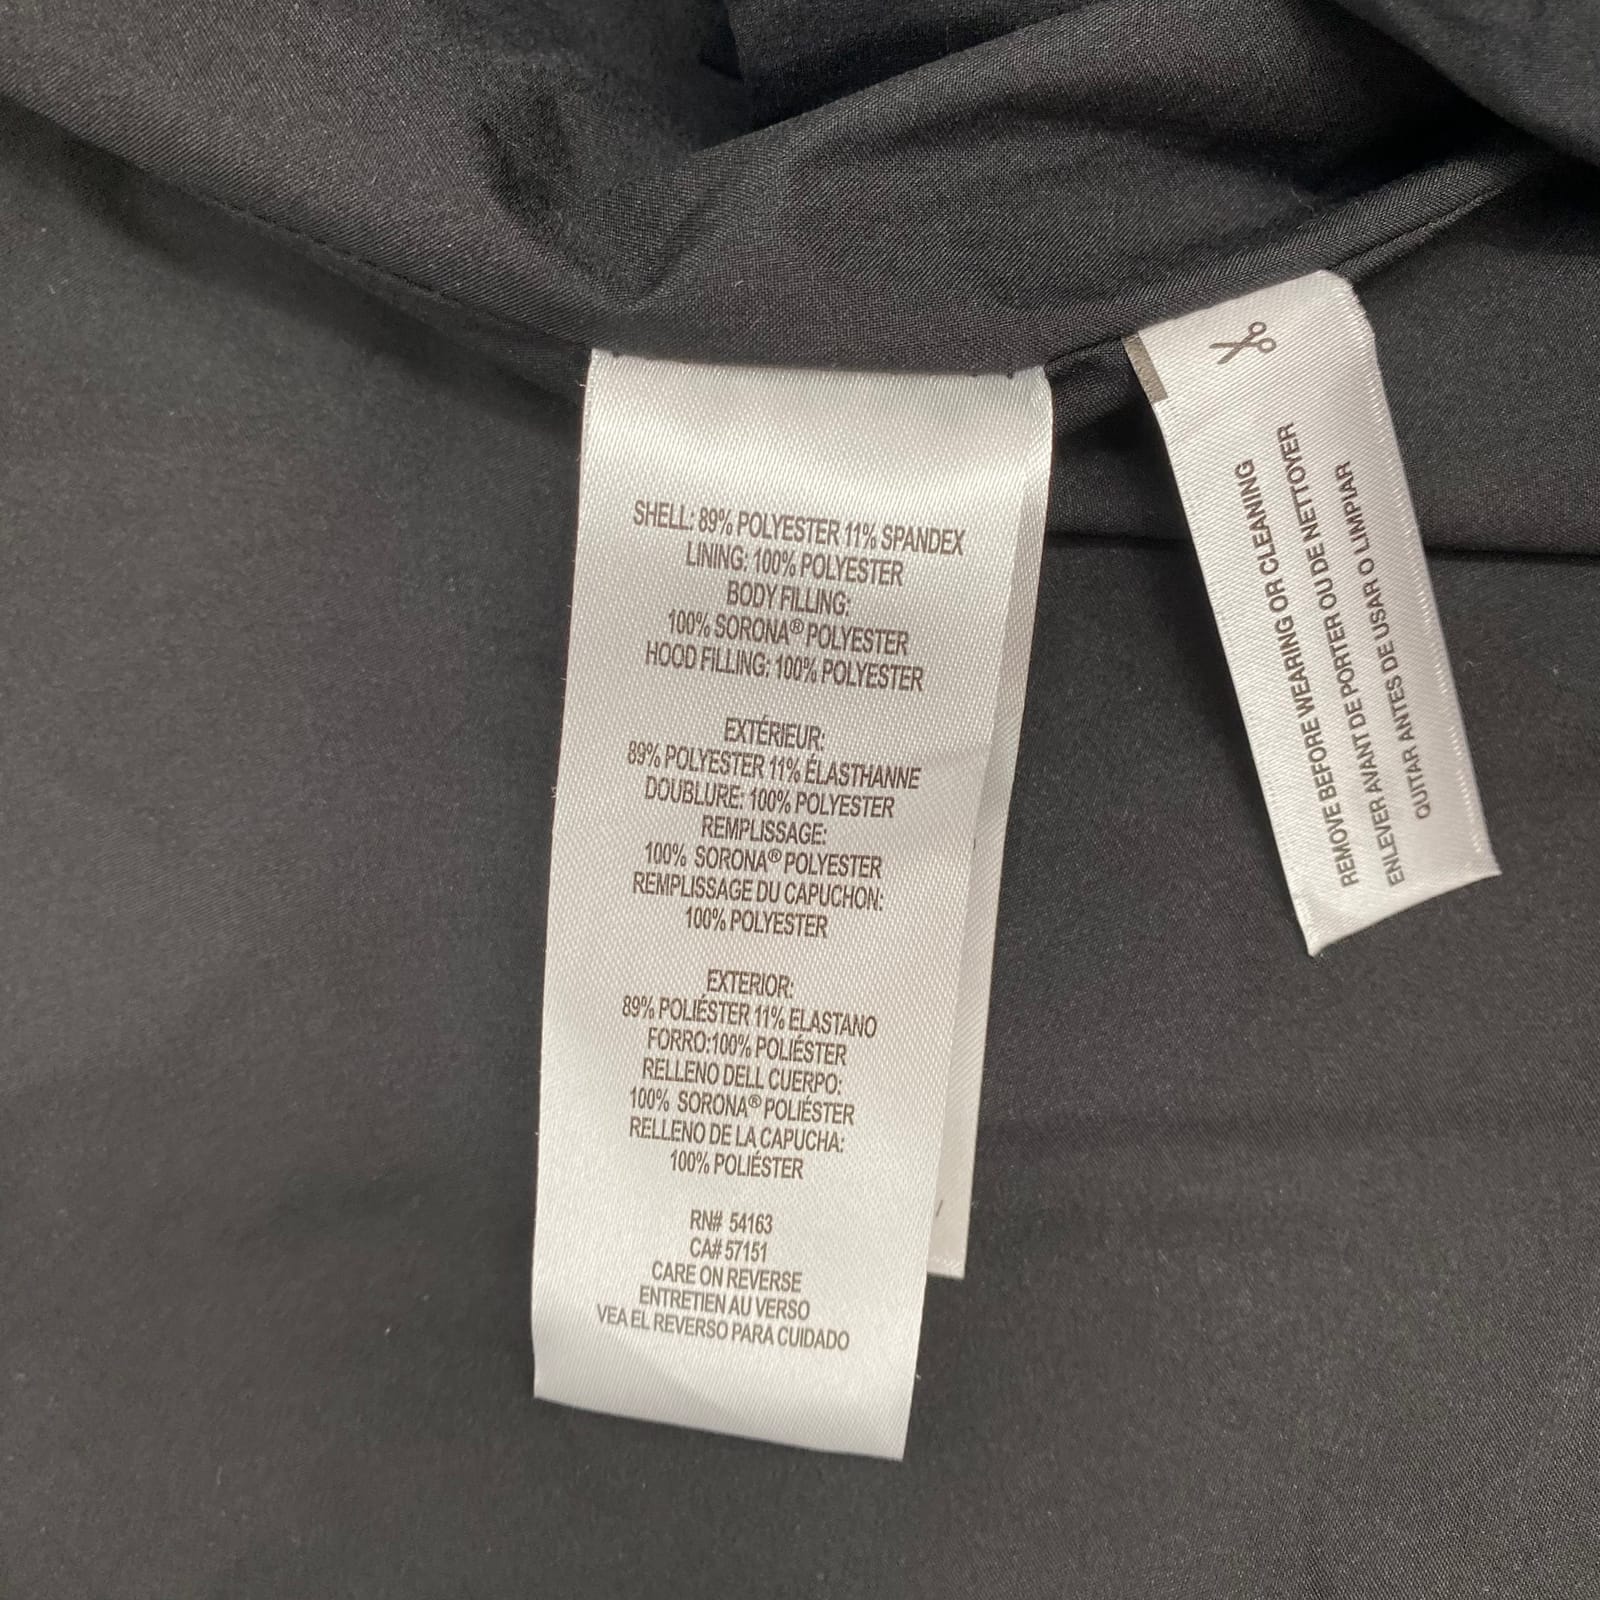 SHELL: 89% POLYESTER 11% SPANDEX
LINING: 100% POLYESTER
BODY FILLING:
100% SORONA® POLYESTER
HOOD FILLING: 100% POLYESTER
EXTÉRIEUR:
89% POLYESTER 11% ÉLASTHANNE
DOUBLURE: 100% POLYESTER
REMPLISSAGE:
100% SORONA® POLYESTER
REMPLISSAGE DU CAPUCHON:
100% POLYESTER
EXTERIOR:
89% POLIÉSTER 11% ELASTANO
FORRO:100% POLIÉSTER
RELLENO DELL CUERPO:
100% SORONA® POLIÉSTER
RELLENO DE LA CAPUCHA:
100% POLIÉSTER
RN# 54163
CA# 57151
CARE ON REVERSE
ENTRETIEN AU VERSO
VEA EL REVERSO PARA CUIDADO
REMOVE BEFORE WEARING OR CLEANING
ENLEVER AVANT DE PORTER OU DE NETTOYER
QUITAR ANTES DE USAR O LIMPIAR